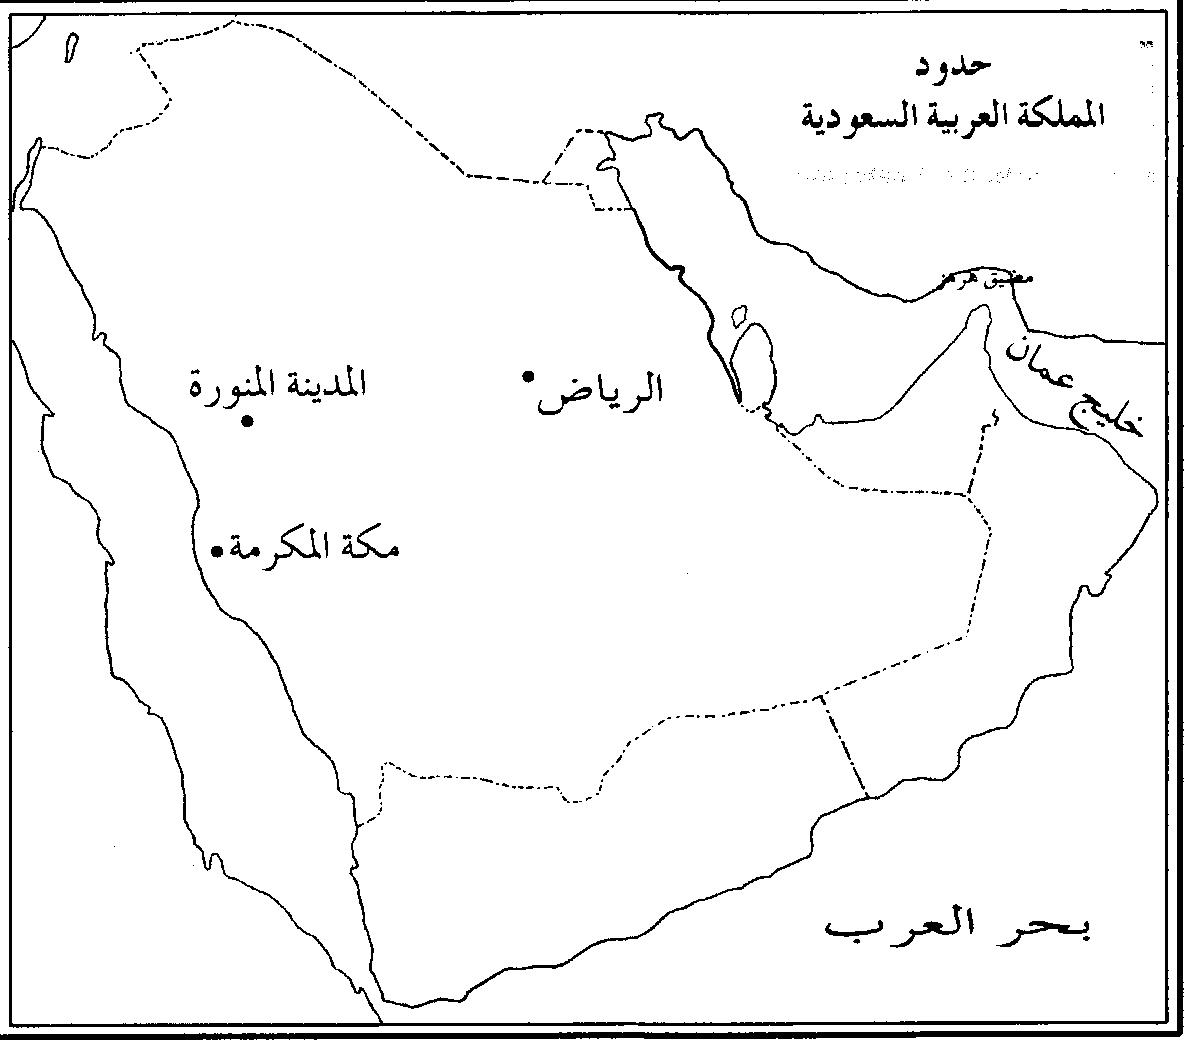 حدود
المملكة العربية السعودية
مضيق هرمز
خليج عمان
المدينة المنورة
الرياض
مكة المكرمة
بحر العرب